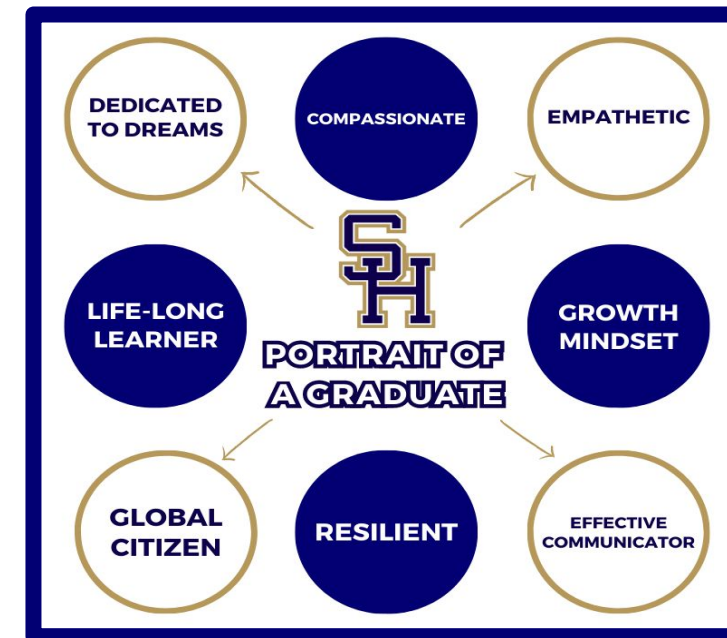 DEDICATED
TO DREAMS
COMPASSIONATE
EMPATHETIC
SH
LIFE-LONG
LEARNER
PORTRAIT OF
A GRADUATE
GROWTH
MINDSET
GLOBAL
CITIZEN
RESILIENT
EFFECTIVE
COMMUNICATOR